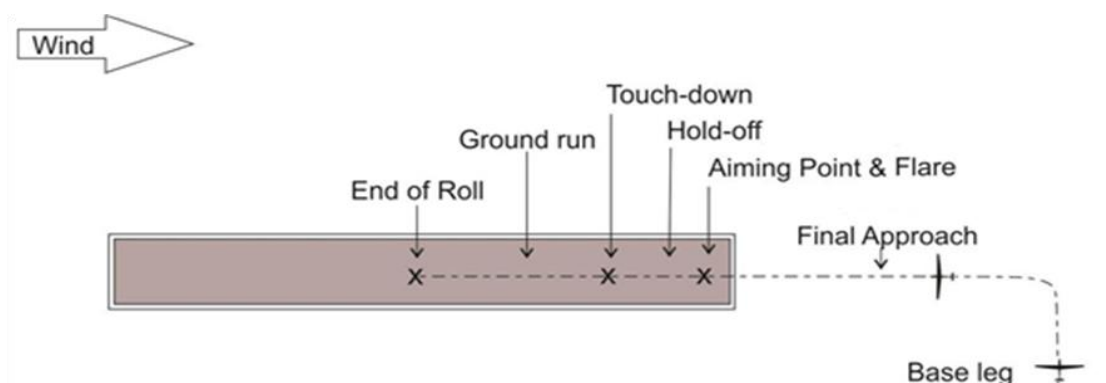 Wind
Touch-down
Hold-off
Ground run
Aiming Point & Flare
End of Roll
Final Approach
X
X
X
Base leg